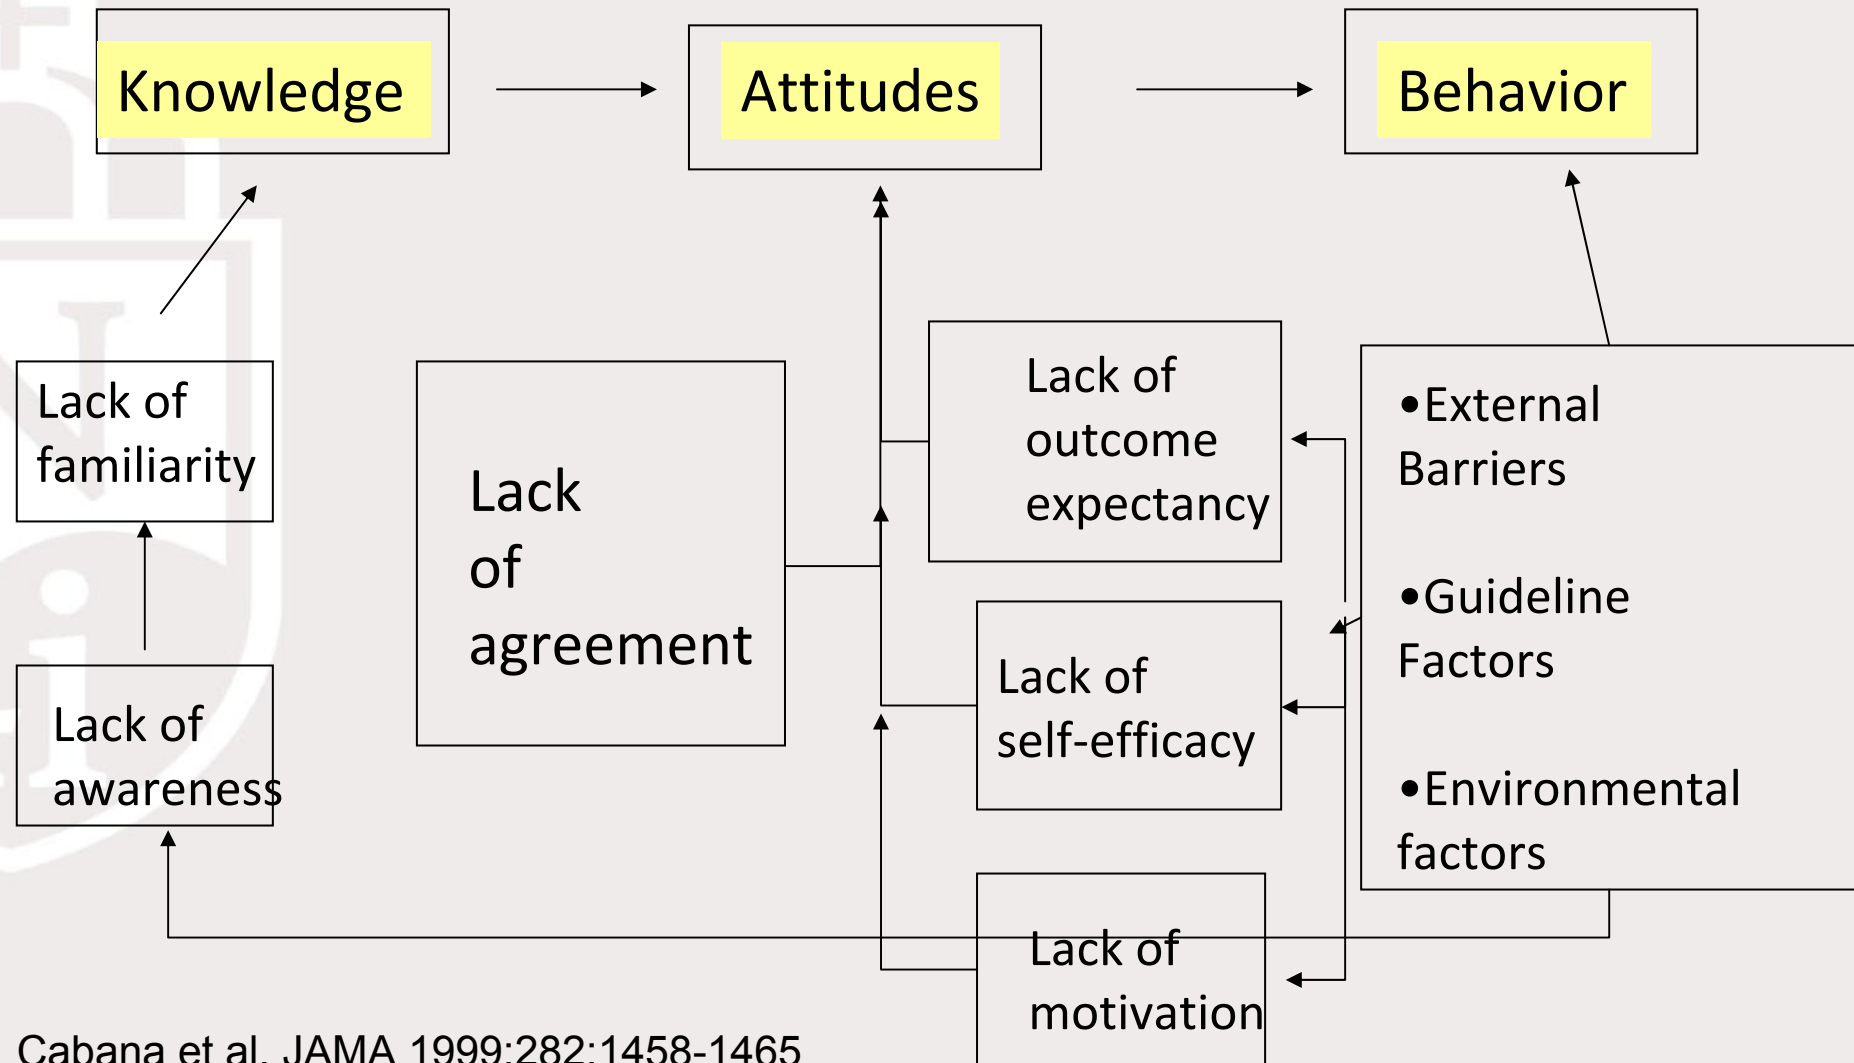 Knowledge
Attitudes
Behavior
Lack of
familiarity
Lack of
awareness
Lack
of
agreement
Lack of
outcome
expectancy
Lack of
self-efficacy
Lack of
motivation
•External
Barriers
•Guideline
Factors
•Environmental
factors
Cabana et al. JAMA 1999;282:1458-1465